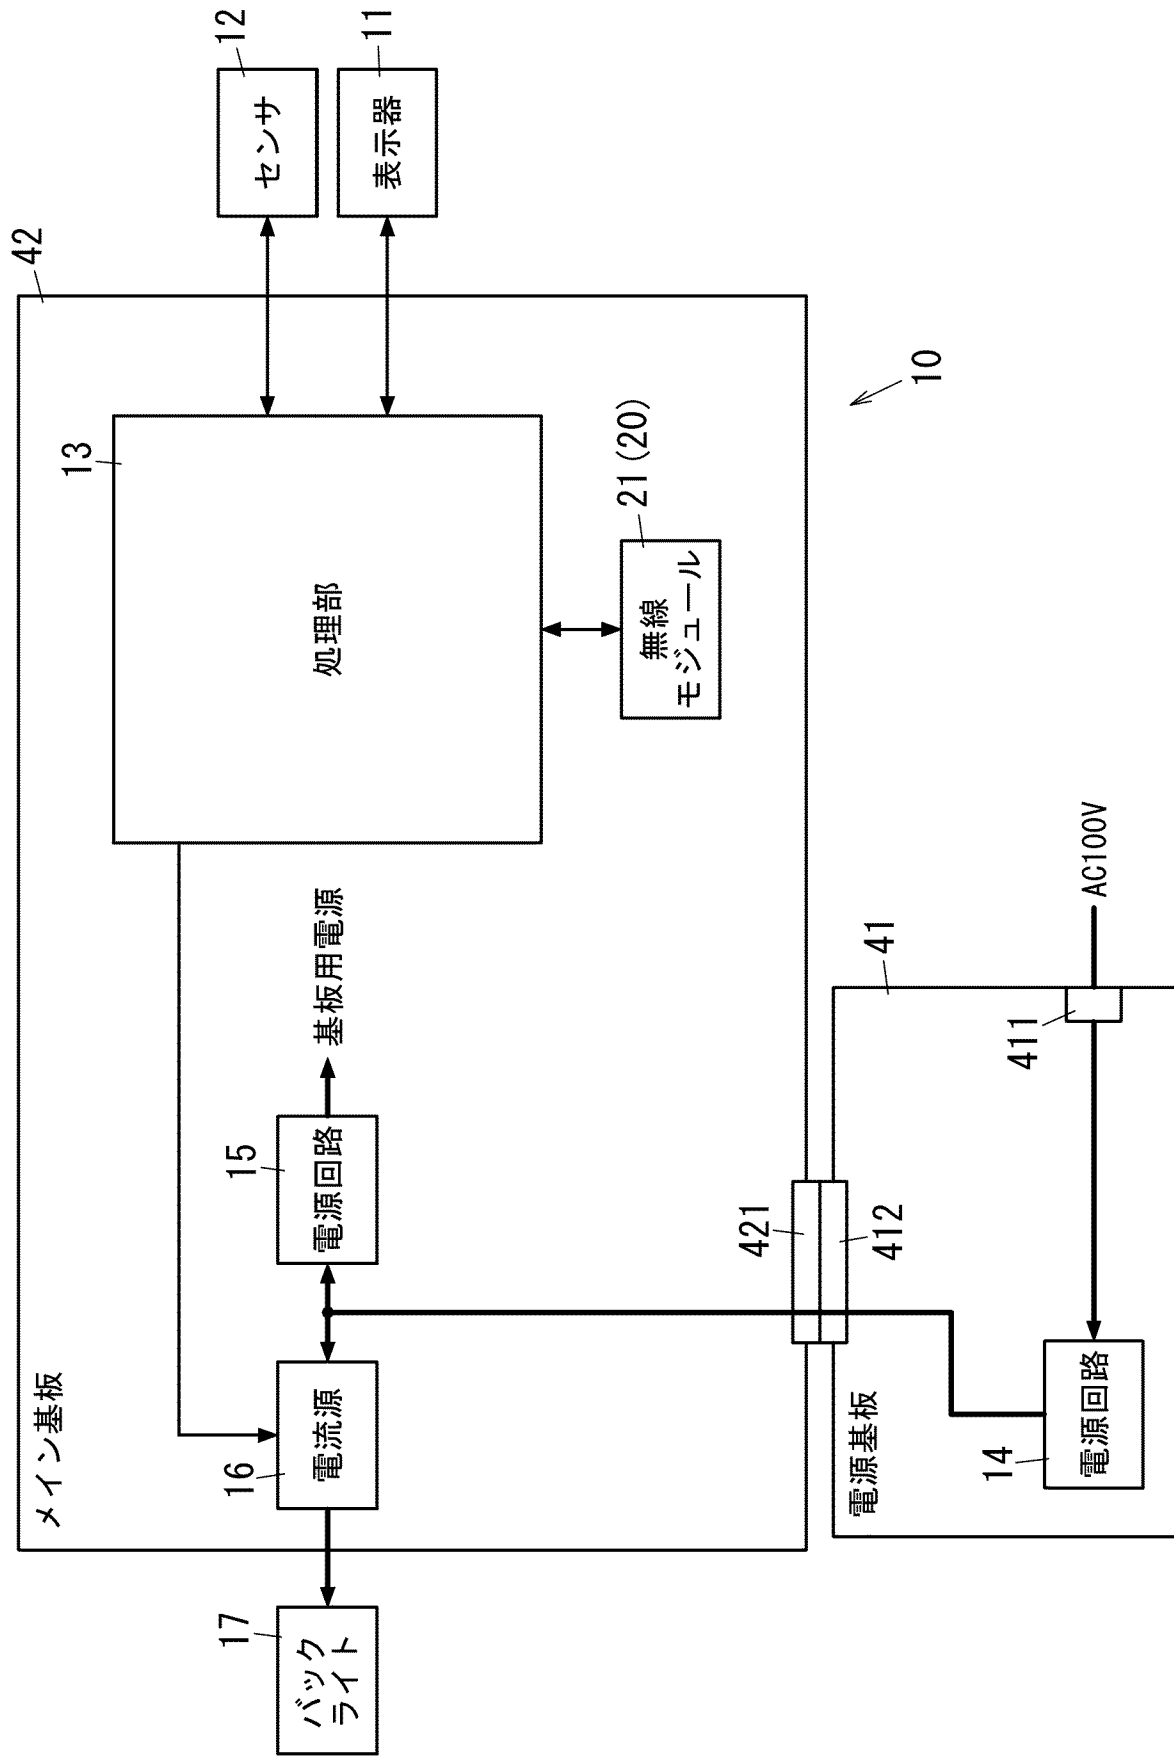 メイン基板
42
17
バック
ライト
16
電流源
15
電源回路
基板用電源
13
処理部
12
センサ
11
表示器
21(20)
無線
モジュール
421
412
電源基板
41
10
14
電源回路
411
AC100V